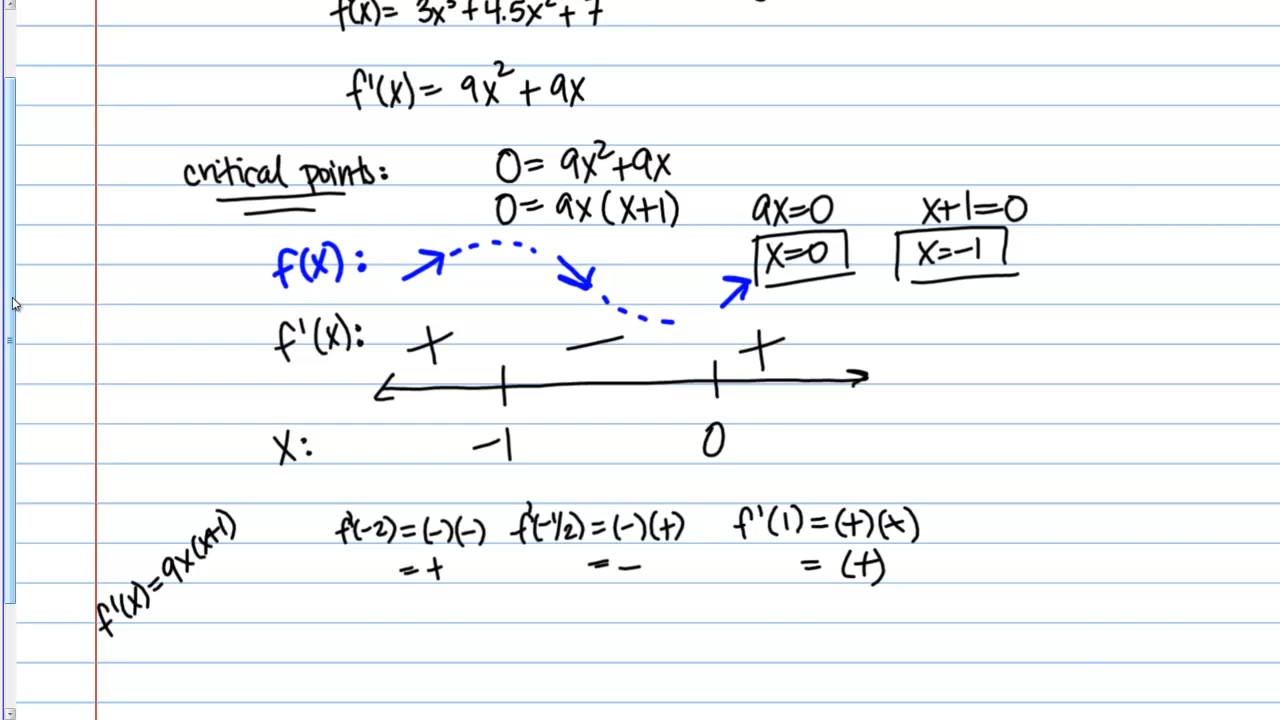 f(x) = 3x³ + 4.5x² + 7
f'(x) = 9x² + 9x
critical points: 0 = 9x² + 9x
0 = 9x (x+1) 9x=0 x+1=0
f(x): x=0 x=-1
f'(x): + − +
x: -1 0
f'(-2) = (-)(-) f'(-1/2) = (-)(+) f'(1) = (+)(+)
= + = − = (+)
f'(x) = 9x(x+1)